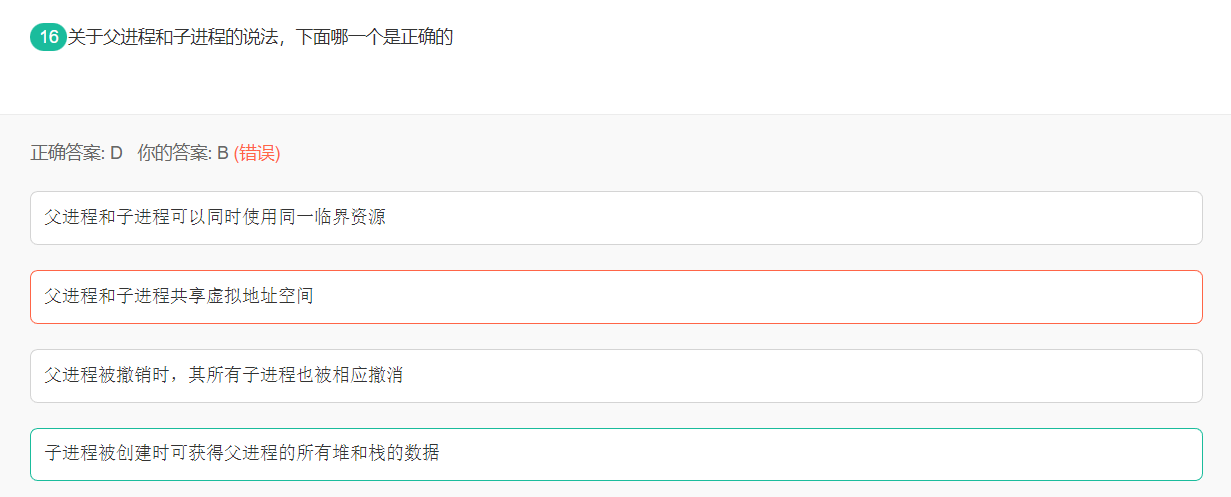 16关于父进程和子进程的说法，下面哪一个是正确的
正确答案: D 你的答案: B (错误)
父进程和子进程可以同时使用同一临界资源
父进程和子进程共享虚拟地址空间
父进程被撤销时，其所有子进程也被相应撤消
子进程被创建时可获得父进程的所有堆和栈的数据